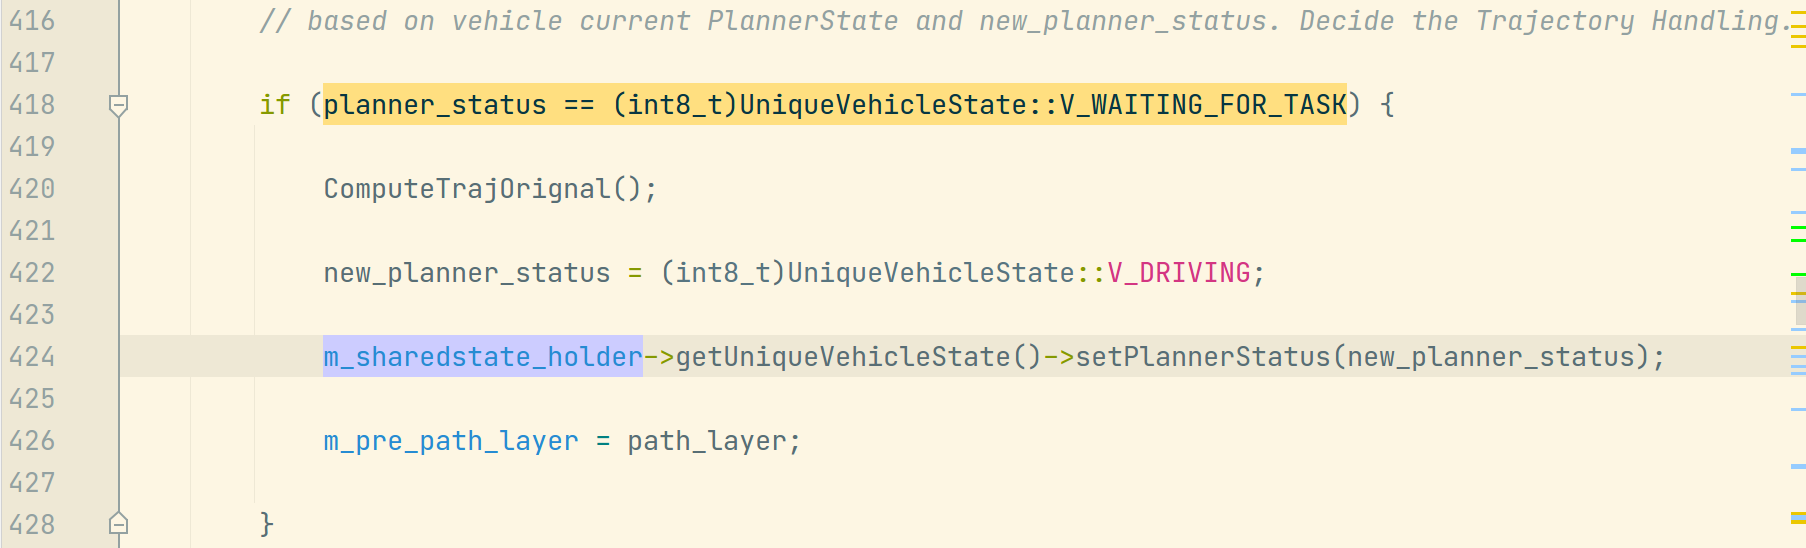 416 // based on vehicle current PlannerState and new_planner_status. Decide the Trajectory Handling.
417
418 if (planner_status == (int8_t)UniqueVehicleState::V_WAITING_FOR_TASK) {
419
420 ComputeTrajOrignal();
421
422 new_planner_status = (int8_t)UniqueVehicleState::V_DRIVING;
423
424 m_sharedstate_holder->getUniqueVehicleState()->setPlannerStatus(new_planner_status);
425
426 m_pre_path_layer = path_layer;
427
428 }